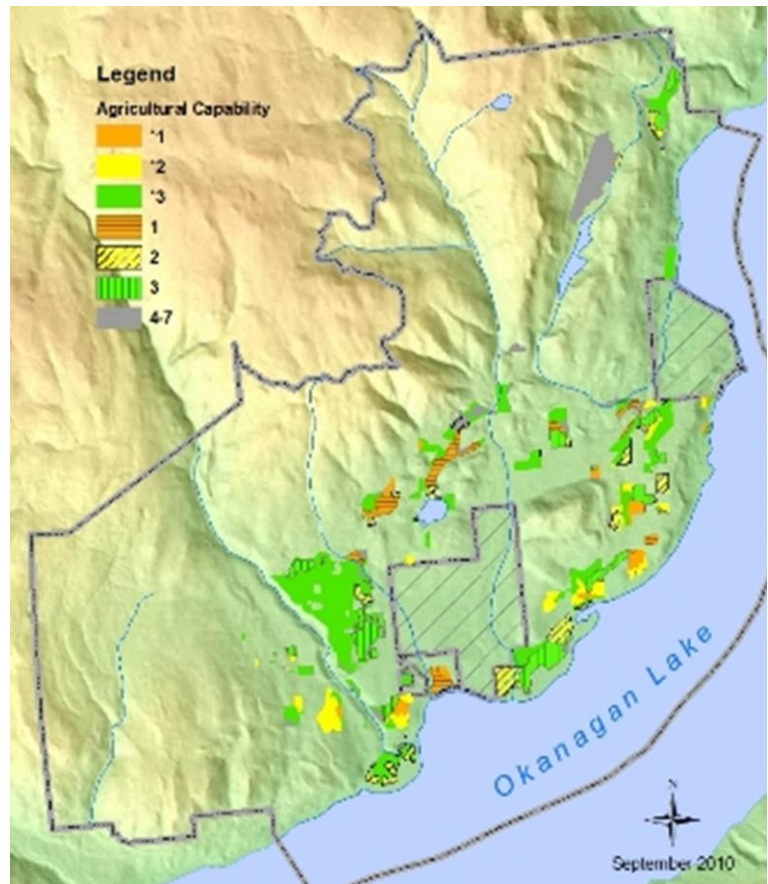 Legend
Agricultural Capability
*1
*2
*3
1
2
3
4-7
Okanagan Lake
N
September 2010